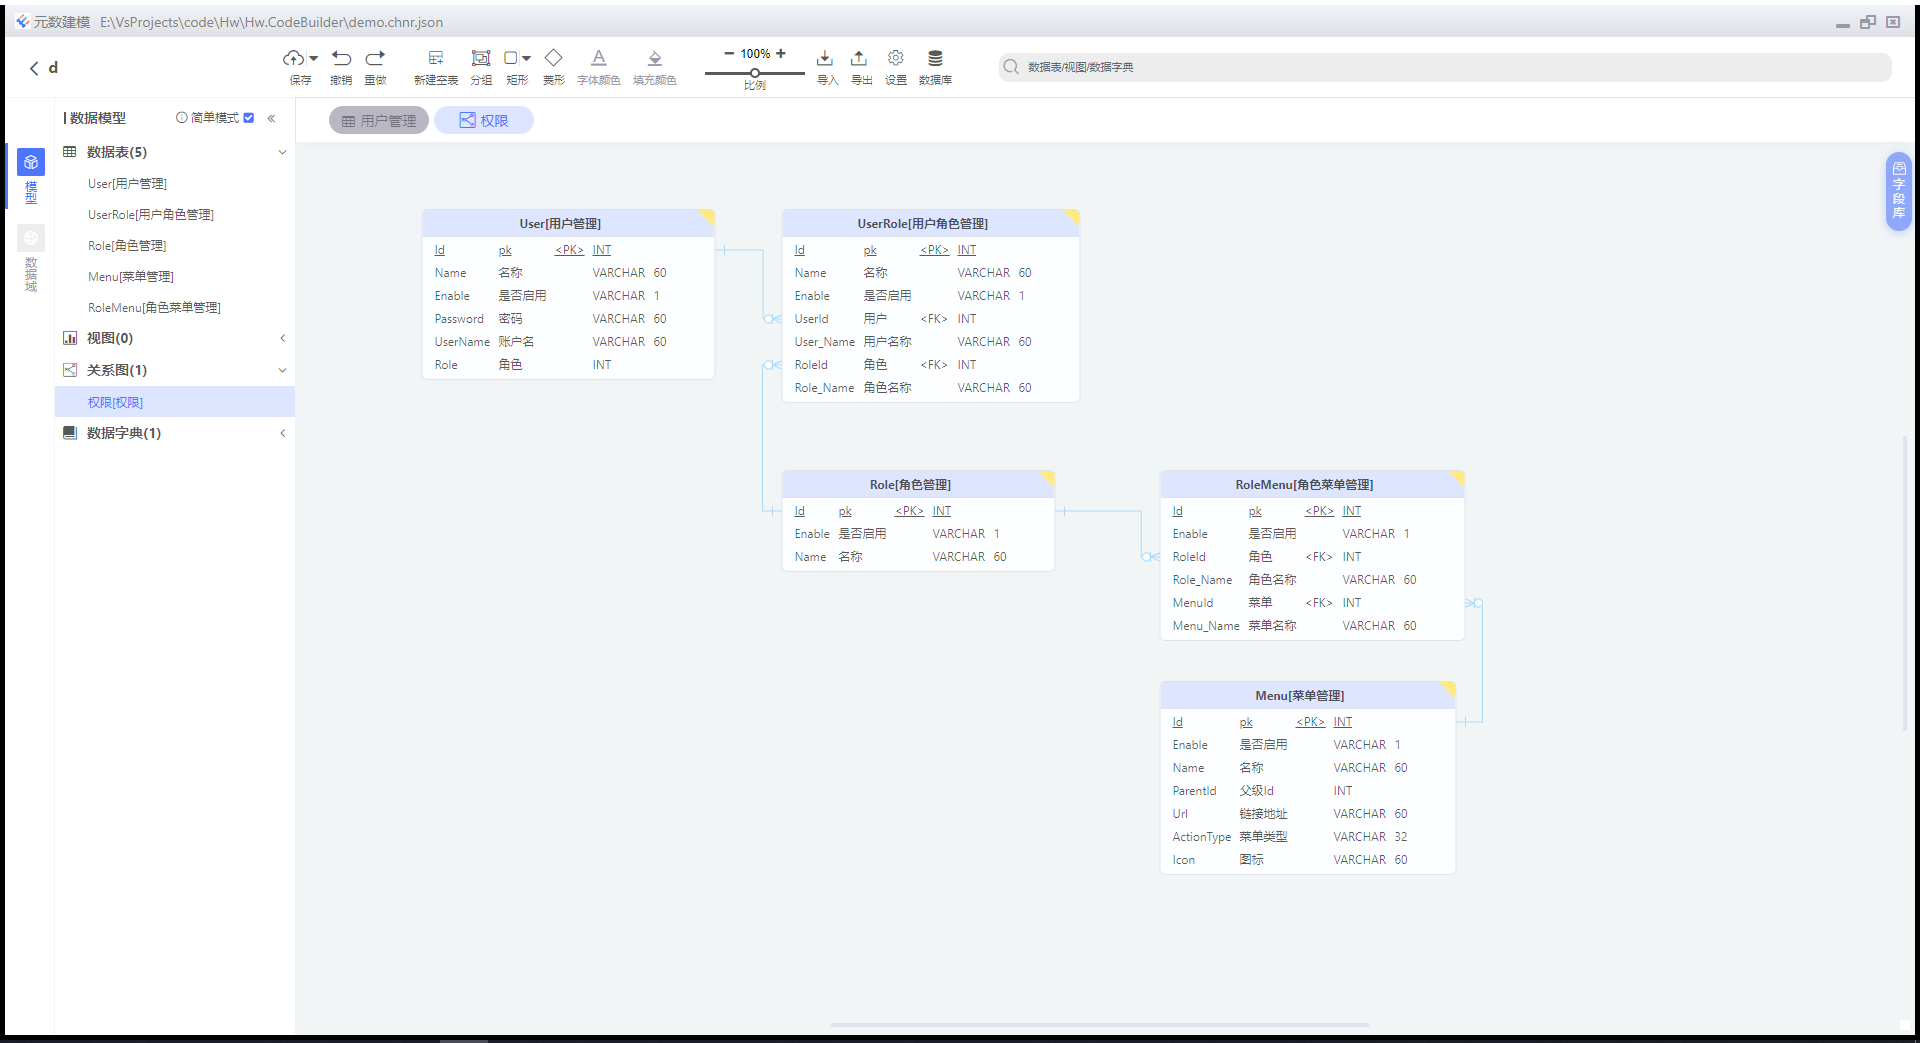 元数建模 E:\VsProjects\code\Hw\Hw.CodeBuilder\demo.chnr.json
d
保存
撤销
重做
新建空表
分组
矩形
菱形
字体颜色
填充颜色
100%
比例
导入
导出
设置
数据库
数据表/视图/数据字典
模型
数据域
数据模型 简单模式
数据表(5)
User[用户管理]
UserRole[用户角色管理]
Role[角色管理]
Menu[菜单管理]
RoleMenu[角色菜单管理]
视图(0)
关系图(1)
权限[权限]
数据字典(1)
用户管理 权限
字段库
User[用户管理]
Id pk <PK> INT
Name 名称 VARCHAR 60
Enable 是否启用 VARCHAR 1
Password 密码 VARCHAR 60
UserName 账户名 VARCHAR 60
Role 角色 INT
UserRole[用户角色管理]
Id pk <PK> INT
Name 名称 VARCHAR 60
Enable 是否启用 VARCHAR 1
UserId 用户 <FK> INT
User_Name 用户名称 VARCHAR 60
RoleId 角色 <FK> INT
Role_Name 角色名称 VARCHAR 60
Role[角色管理]
Id pk <PK> INT
Enable 是否启用 VARCHAR 1
Name 名称 VARCHAR 60
RoleMenu[角色菜单管理]
Id pk <PK> INT
Enable 是否启用 VARCHAR 1
RoleId 角色 <FK> INT
Role_Name 角色名称 VARCHAR 60
MenuId 菜单 <FK> INT
Menu_Name 菜单名称 VARCHAR 60
Menu[菜单管理]
Id pk <PK> INT
Enable 是否启用 VARCHAR 1
Name 名称 VARCHAR 60
ParentId 父级Id INT
Url 链接地址 VARCHAR 60
ActionType 菜单类型 VARCHAR 32
Icon 图标 VARCHAR 60